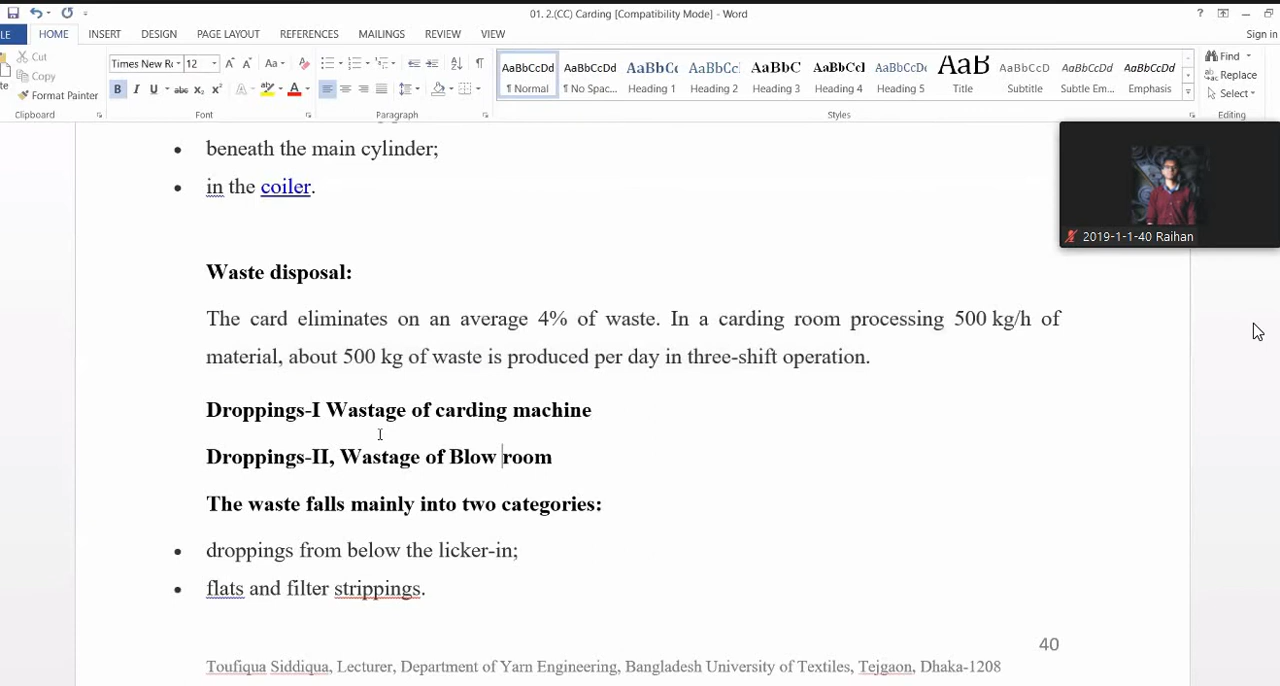 01. 2.(CC) Carding [Compatibility Mode] - Word
HOME INSERT DESIGN PAGE LAYOUT REFERENCES MAILINGS REVIEW VIEW
Sign in
Cut
Copy
Format Painter
Clipboard
Times New R
12
Aa
B I U abc x₂ x² A A
Font
Paragraph
AaBbCcDd AaBbCcDd AaBbCc AaBbCc AaBbC AaBbCcI AaBbCcDc AaB AaBbCcD AaBbCcDd AaBbCcDd
¶ Normal ¶ No Spac... Heading 1 Heading 2 Heading 3 Heading 4 Heading 5 Title Subtitle Subtle Em... Emphasis
Styles
Find
Replace
Select
Editing
• beneath the main cylinder;
• in the coiler.
2019-1-1-40 Raihan
Waste disposal:
The card eliminates on an average 4% of waste. In a carding room processing 500 kg/h of
material, about 500 kg of waste is produced per day in three-shift operation.
Droppings-I Wastage of carding machine
Droppings-II, Wastage of Blow room
The waste falls mainly into two categories:
• droppings from below the licker-in;
• flats and filter strippings.
40
Toufiqua Siddiqua, Lecturer, Department of Yarn Engineering, Bangladesh University of Textiles, Tejgaon, Dhaka-1208